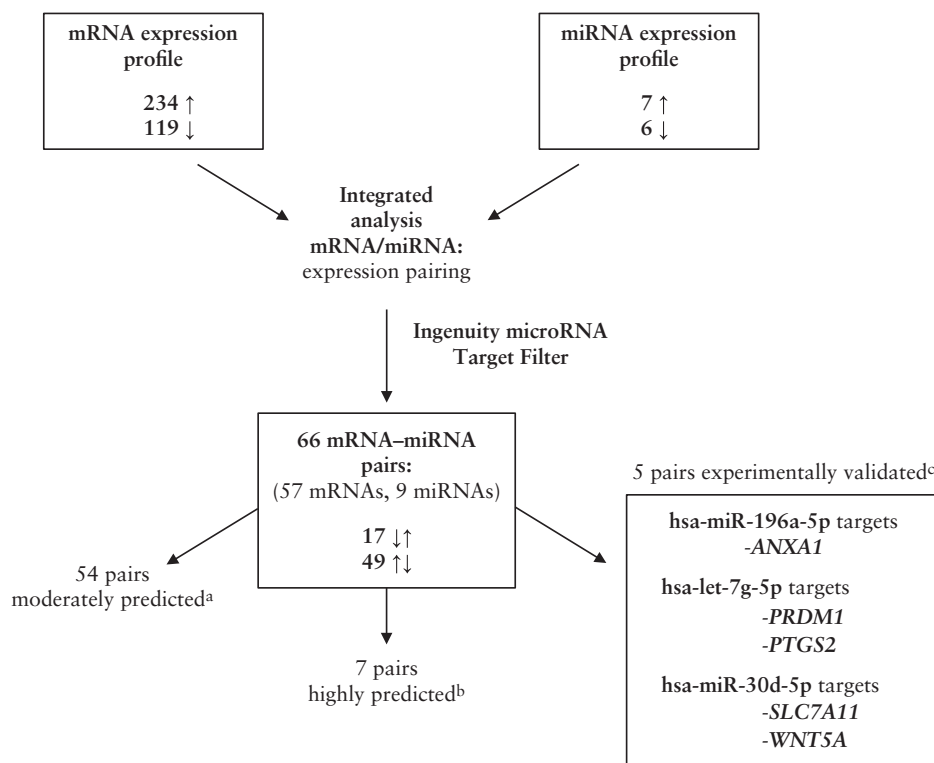 mRNA expression
profile
234 ↑
119 ↓
miRNA expression
profile
7 ↑
6 ↓
Integrated
analysis
mRNA/miRNA:
expression pairing
Ingenuity microRNA
Target Filter
66 mRNA–miRNA
pairs:
(57 mRNAs, 9 miRNAs)
17 ↓↑
49 ↑↓
54 pairs
moderately predictedᵃ
7 pairs
highly predictedᵇ
5 pairs experimentally validatedᶜ
hsa-miR-196a-5p targets
-ANXA1
hsa-let-7g-5p targets
-PRDM1
-PTGS2
hsa-miR-30d-5p targets
-SLC7A11
-WNT5A